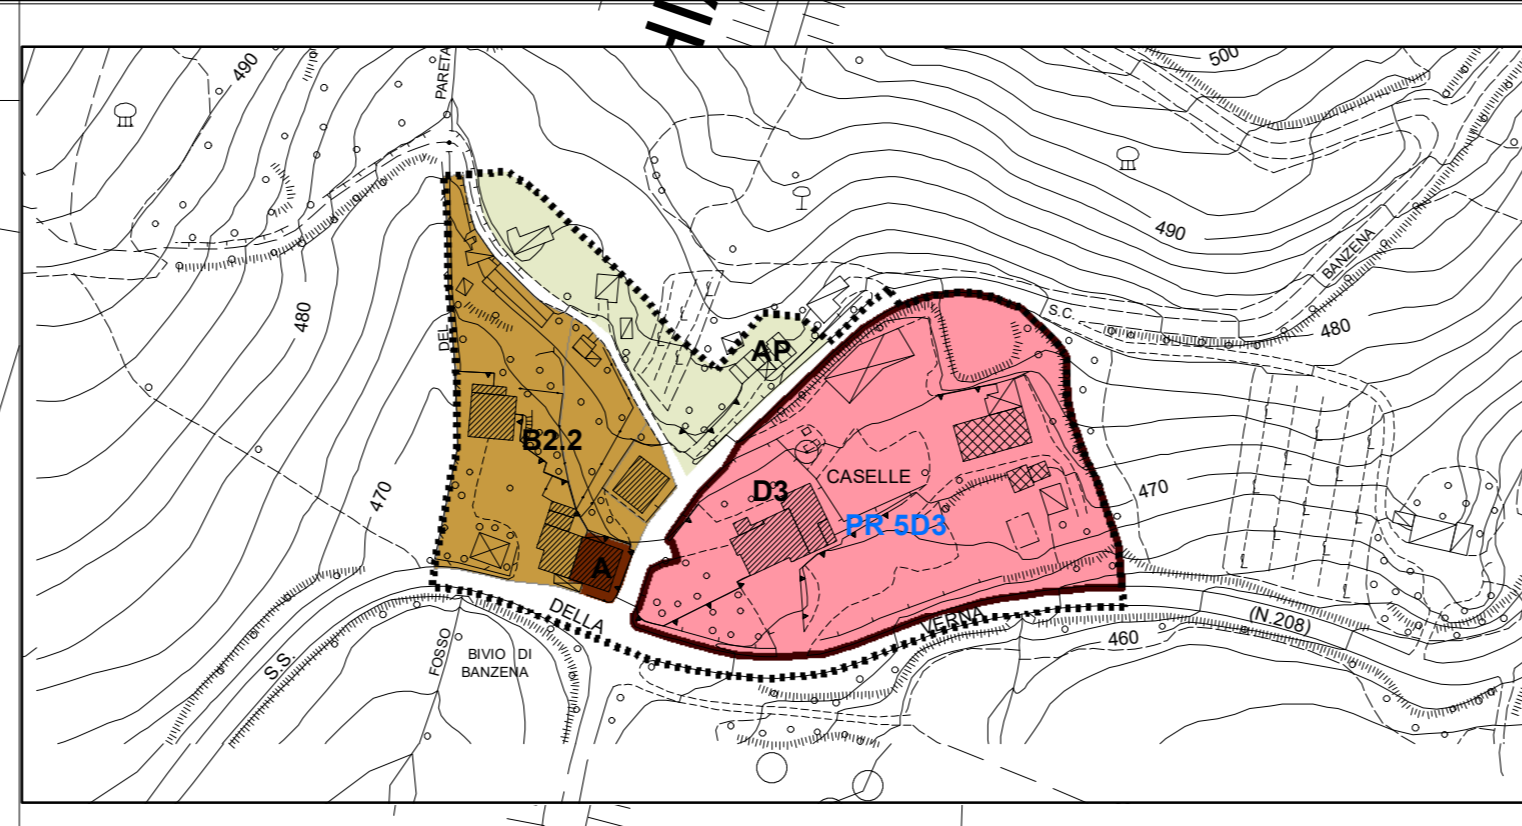 490
PARETA
500
490
BANZENA
480
S.C.
480
DEL
AP
B2.2
CASELLE
D3
PR 5D3
470
470
A
DELLA
VERNA
(N.208)
460
FOSSO
BIVIO DI
BANZENA
S.S.